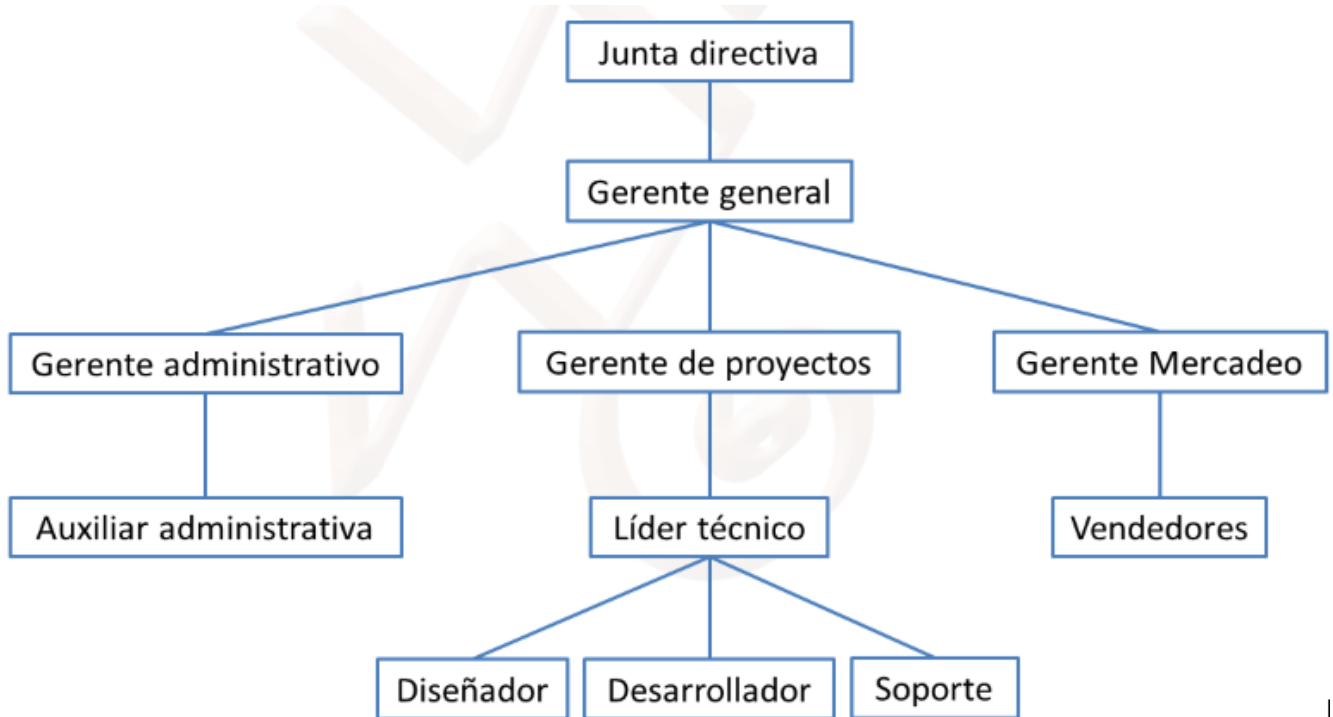 Junta directiva
Gerente general
Gerente administrativo
Gerente de proyectos
Gerente Mercadeo
Auxiliar administrativa
Líder técnico
Vendedores
Diseñador
Desarrollador
Soporte